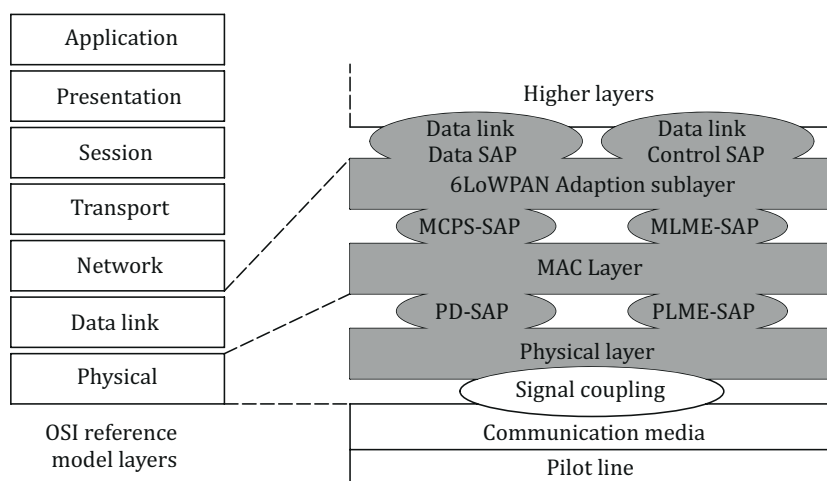 Application
Presentation
Session
Transport
Network
Data link
Physical
OSI reference
model layers
Higher layers
Data link
Data SAP
Data link
Control SAP
6LoWPAN Adaption sublayer
MCPS-SAP
MLME-SAP
MAC Layer
PD-SAP
PLME-SAP
Physical layer
Signal coupling
Communication media
Pilot line